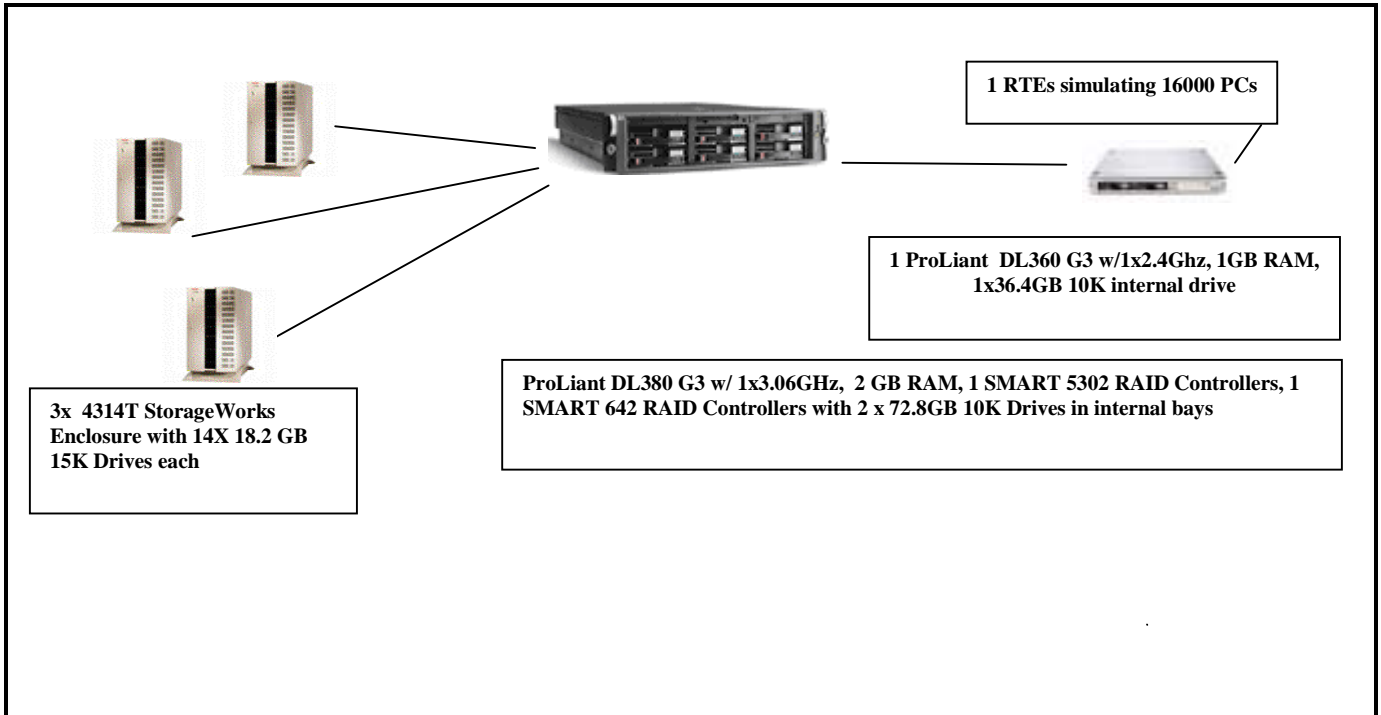 1 RTEs simulating 16000 PCs
1 ProLiant DL360 G3 w/1x2.4Ghz, 1GB RAM,
1x36.4GB 10K internal drive
ProLiant DL380 G3 w/ 1x3.06GHz, 2 GB RAM, 1 SMART 5302 RAID Controllers, 1
SMART 642 RAID Controllers with 2 x 72.8GB 10K Drives in internal bays
3x 4314T StorageWorks
Enclosure with 14X 18.2 GB
15K Drives each